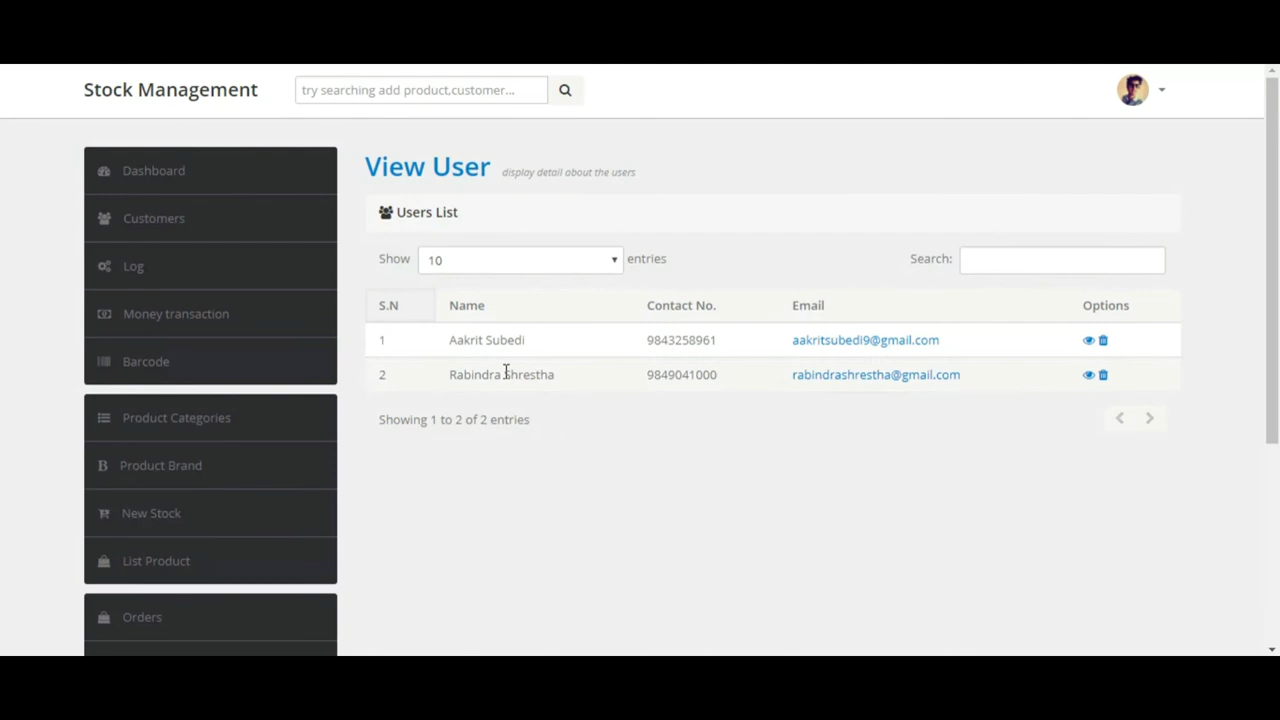 Stock Management
try searching add product,customer...
Dashboard
Customers
Log
Money transaction
Barcode
Product Categories
B Product Brand
New Stock
List Product
Orders
View User display detail about the users
Users List
Show 10 entries Search:
S.N Name Contact No. Email Options
1 Aakrit Subedi 9843258961 aakritsubedi9@gmail.com
2 Rabindra Shrestha 9849041000 rabindrashrestha@gmail.com
Showing 1 to 2 of 2 entries